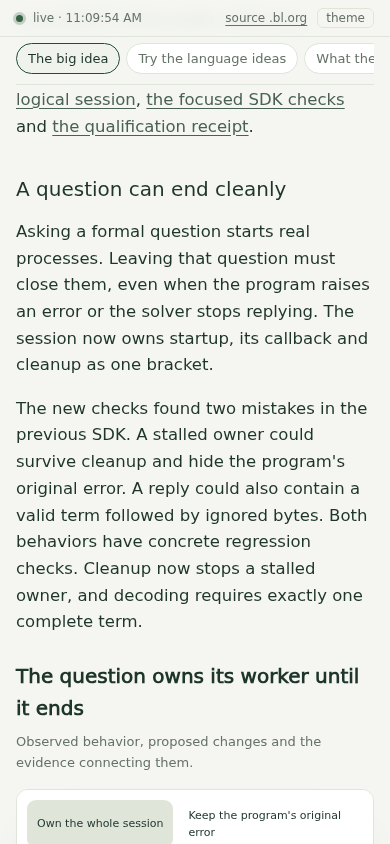 live · 11:09:54 AM source .bl.org theme
The big idea Try the language ideas What the
logical session, the focused SDK checks
and the qualification receipt.
A question can end cleanly
Asking a formal question starts real
processes. Leaving that question must
close them, even when the program raises
an error or the solver stops replying. The
session now owns startup, its callback and
cleanup as one bracket.
The new checks found two mistakes in the
previous SDK. A stalled owner could
survive cleanup and hide the program's
original error. A reply could also contain a
valid term followed by ignored bytes. Both
behaviors have concrete regression
checks. Cleanup now stops a stalled
owner, and decoding requires exactly one
complete term.
The question owns its worker until
it ends
Observed behavior, proposed changes and the
evidence connecting them.
Own the whole session
Keep the program's original
error